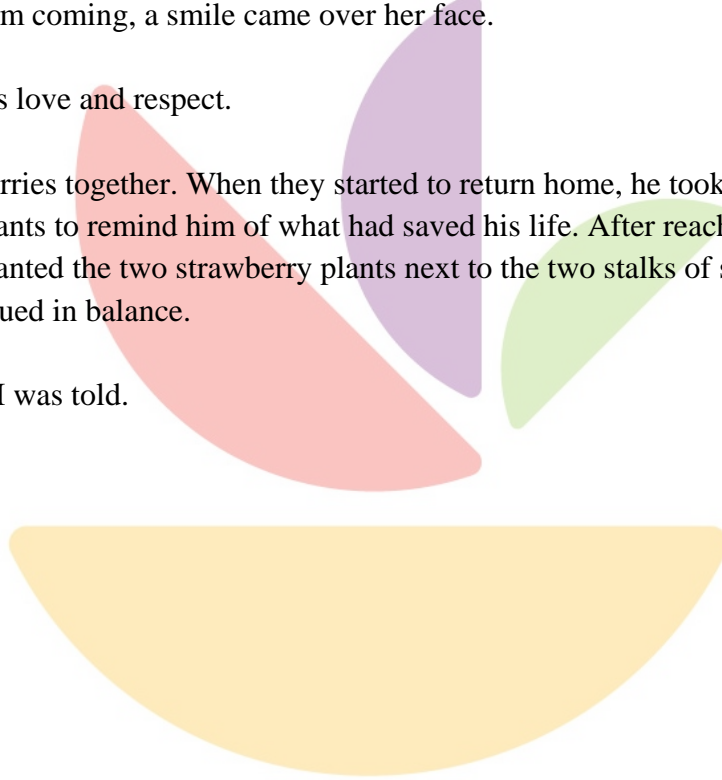 m coming, a smile came over her face.
s love and respect.
rries together. When they started to return home, he took
ants to remind him of what had saved his life. After reach
anted the two strawberry plants next to the two stalks of s
ued in balance.
I was told.